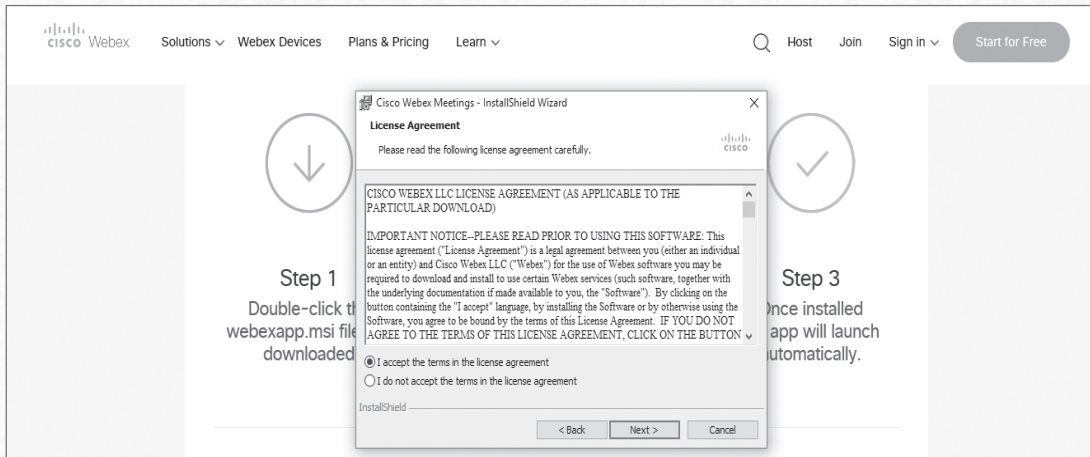 CISCO Webex Solutions Webex Devices Plans & Pricing Learn Host Join Sign in Start for Free
Cisco Webex Meetings - InstallShield Wizard
License Agreement
Please read the following license agreement carefully.
CISCO
CISCO WEBEX LLC LICENSE AGREEMENT (AS APPLICABLE TO THE
PARTICULAR DOWNLOAD)
IMPORTANT NOTICE--PLEASE READ PRIOR TO USING THIS SOFTWARE: This
license agreement ("License Agreement") is a legal agreement between you (either an individual
or an entity) and Cisco Webex LLC ("Webex") for the use of Webex software you may be
required to download and install to use certain Webex services (such software, together with
the underlying documentation if made available to you, the "Software"). By clicking on the
button containing the "I accept" language, by installing the Software or by otherwise using the
Software, you agree to be bound by the terms of this License Agreement. IF YOU DO NOT
AGREE TO THE TERMS OF THIS LICENSE AGREEMENT, CLICK ON THE BUTTON
I accept the terms in the license agreement
I do not accept the terms in the license agreement
InstallShield
< Back Next > Cancel
Step 1
Double-click
webexapp.msi file
downloaded
Step 3
installed
app will launch